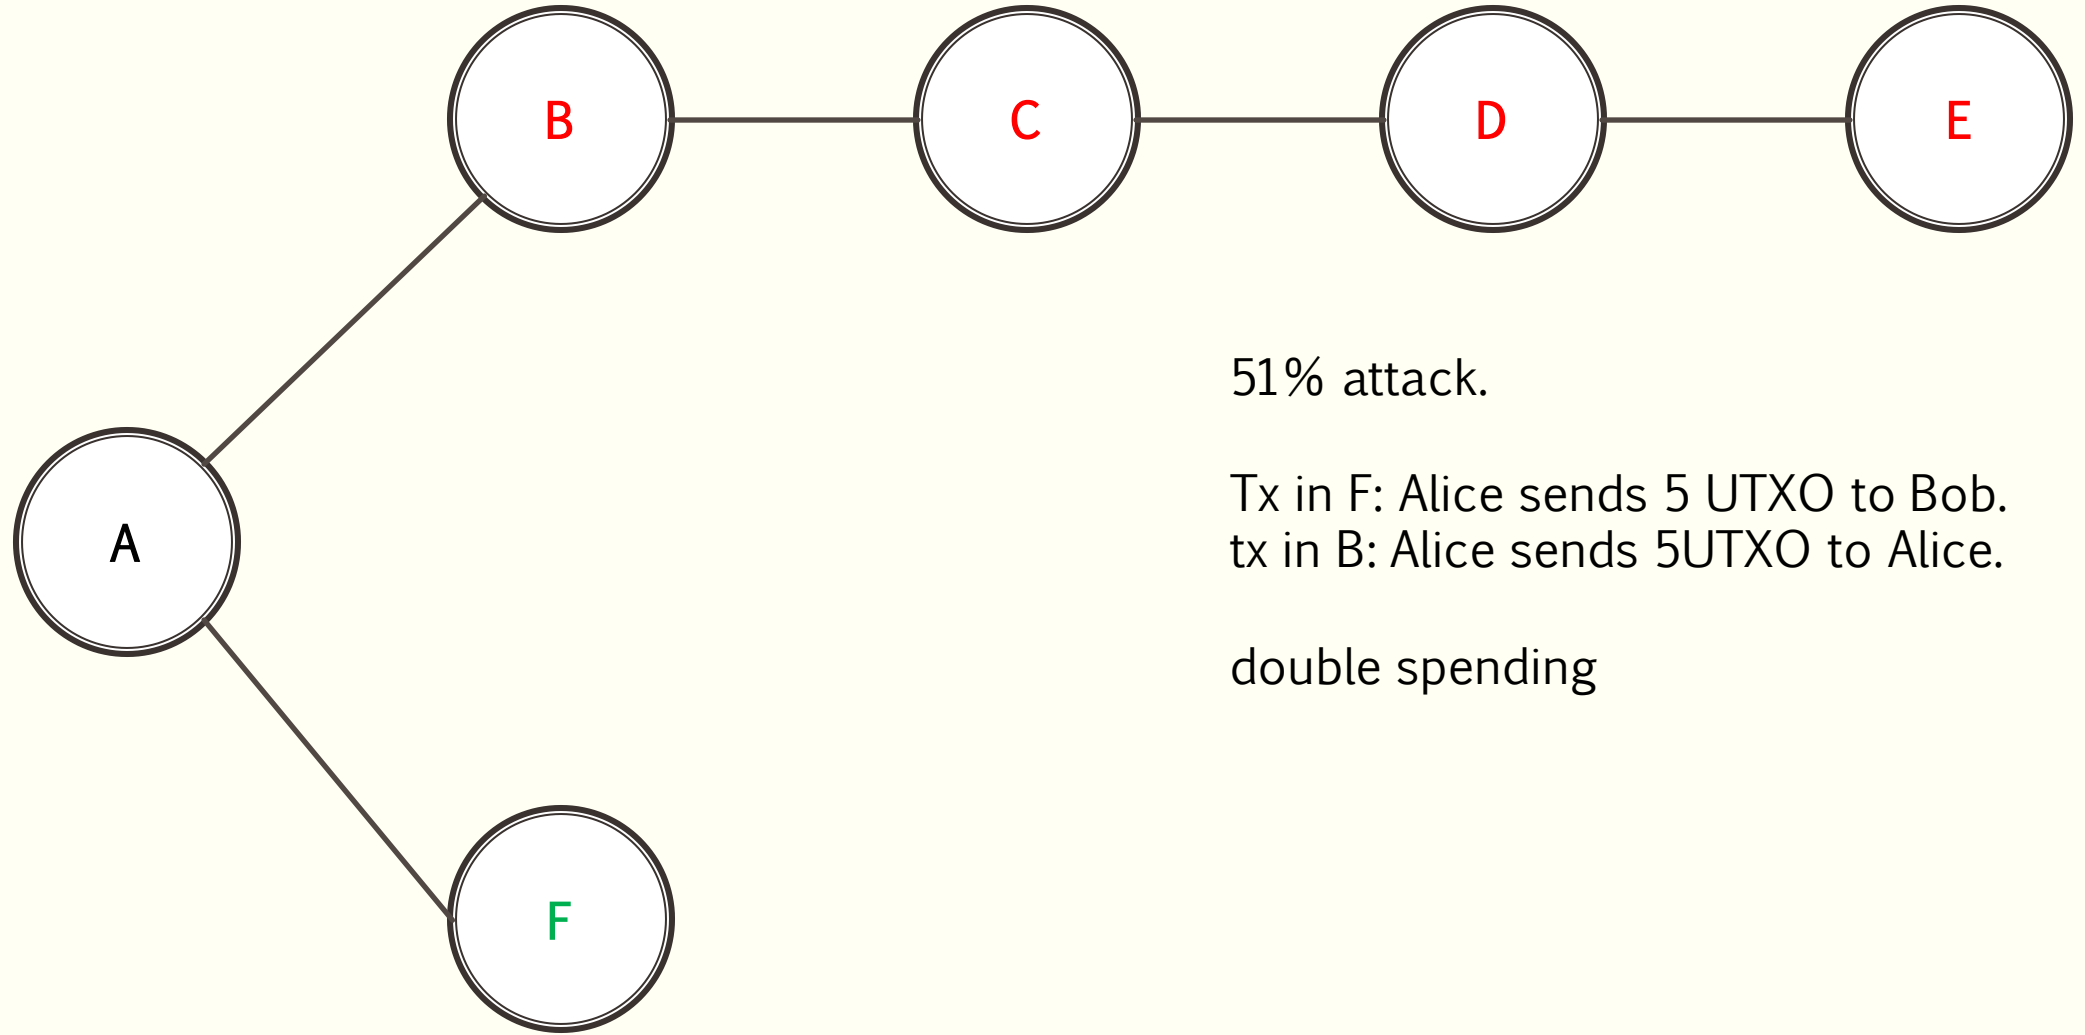 B
C
D
E
A
F
51% attack.
Tx in F: Alice sends 5 UTXO to Bob.
tx in B: Alice sends 5UTXO to Alice.
double spending